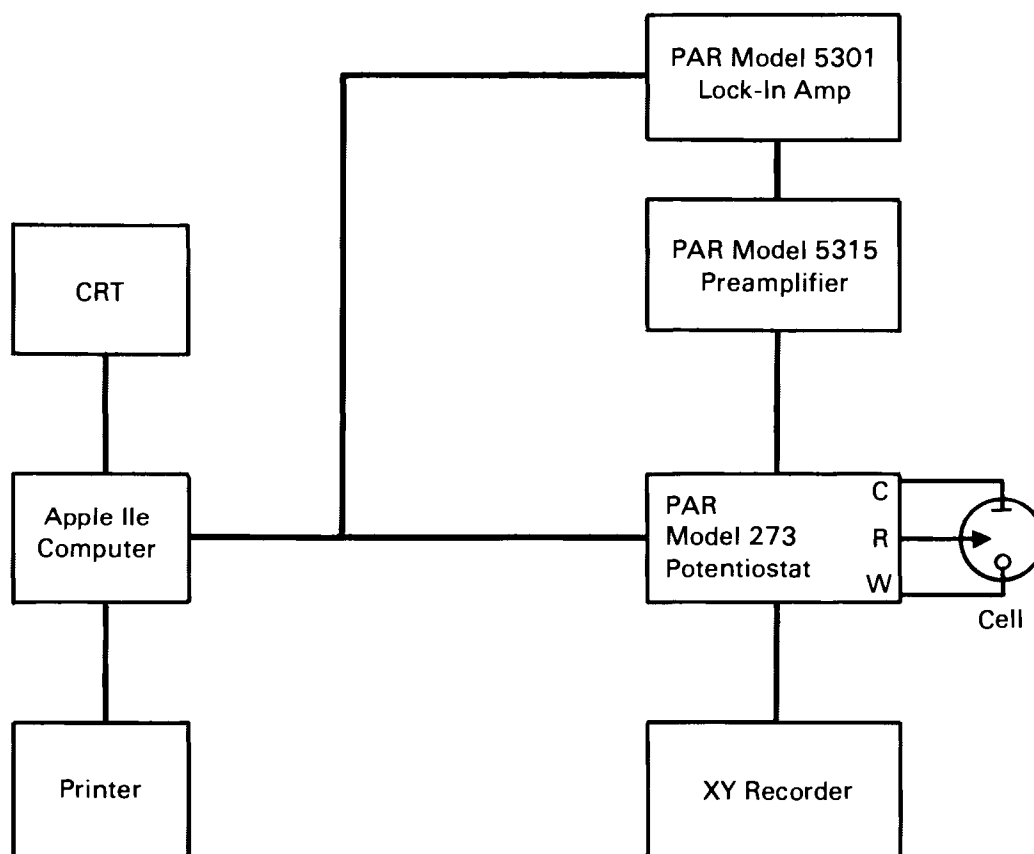 PAR Model 5301
Lock-In Amp
PAR Model 5315
Preamplifier
CRT
Apple IIe
Computer
PAR
Model 273
Potentiostat
C
R
W
Cell
Printer
XY Recorder